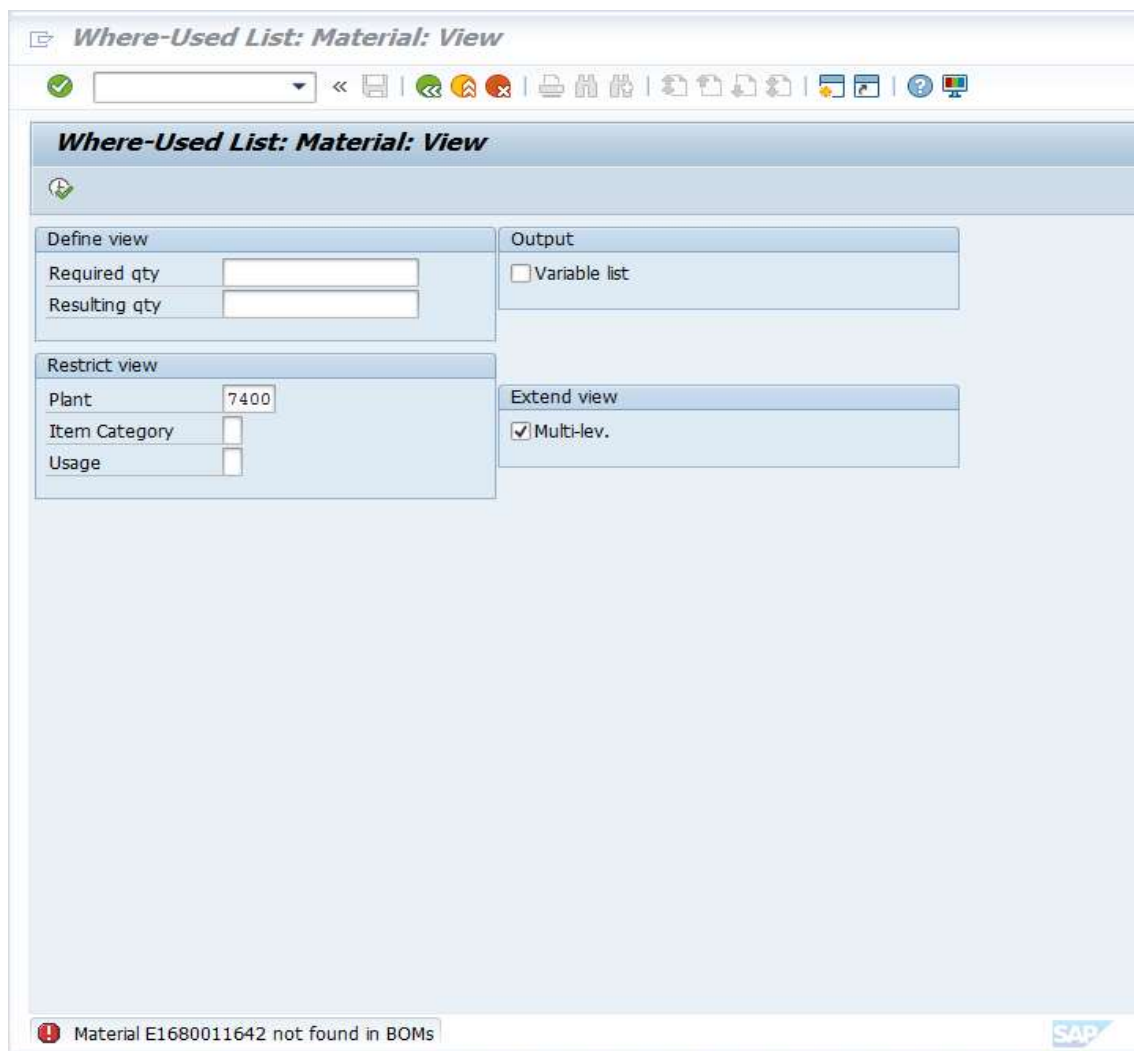 Where-Used List: Material: View
Where-Used List: Material: View
Define view
Required qty
Resulting qty
Output
Variable list
Restrict view
Plant 7400
Item Category
Usage
Extend view
Multi-lev.
Material E1680011642 not found in BOMs
SAP